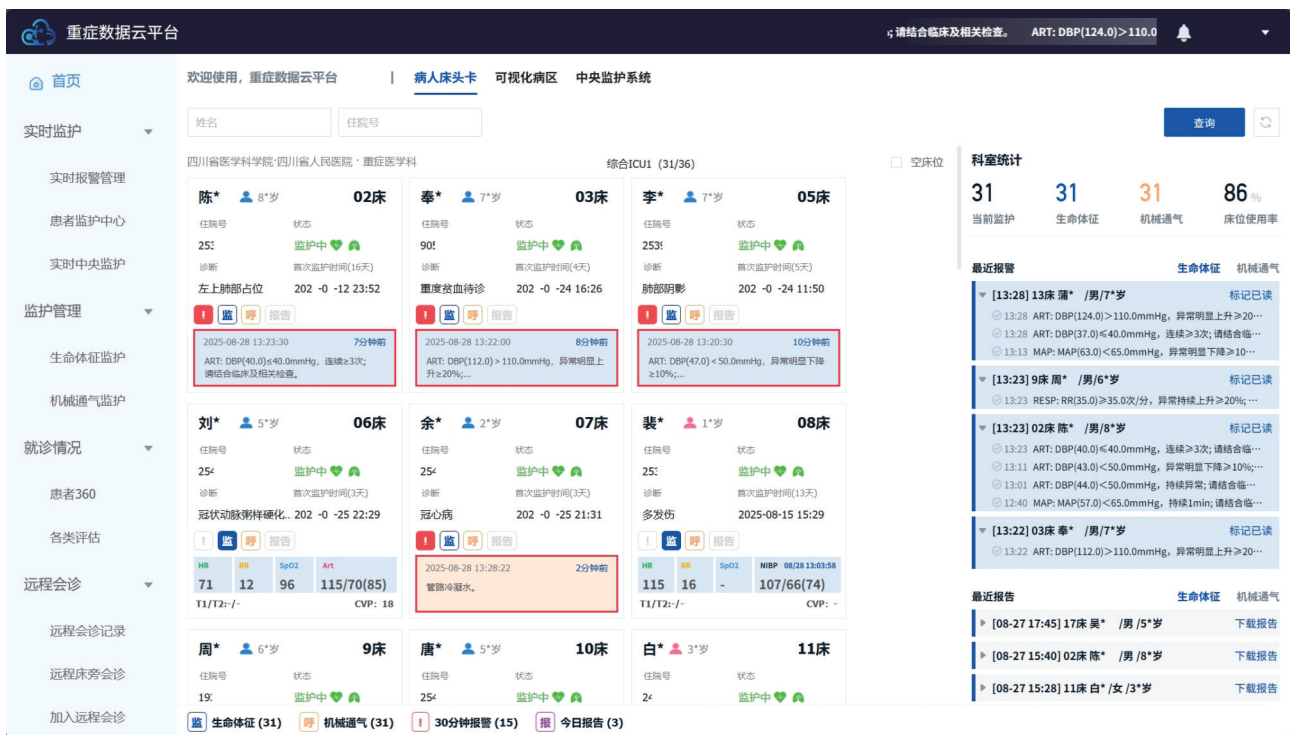 重症数据云平台
; 请结合临床及相关检查。 ART: DBP(124.0)＞110.0
首页
实时监护
实时报警管理
患者监护中心
实时中央监护
监护管理
生命体征监护
机械通气监护
就诊情况
患者360
各类评估
远程会诊
远程会诊记录
远程床旁会诊
加入远程会诊
欢迎使用，重症数据云平台 | 病人床头卡 可视化病区 中央监护系统
姓名 住院号 查询
四川省医学科学院·四川省人民医院 · 重症医学科 综合ICU1 (31/36) 空床位
陈* 8*岁 02床
住院号 状态
253 监护中
诊断 首次监护时间(16天)
左上肺部占位 202 -0 -12 23:52
! 监 呼 报告
2025-08-28 13:23:30 7分钟前
ART: DBP(40.0)≤40.0mmHg，连续≥3次;
请结合临床及相关检查。
奉* 7*岁 03床
住院号 状态
905 监护中
诊断 首次监护时间(4天)
重度贫血待诊 202 -0 -24 16:26
! 监 呼 报告
2025-08-28 13:22:00 8分钟前
ART: DBP(112.0)＞110.0mmHg，异常明显上
升≥20%;...
李* 7*岁 05床
住院号 状态
2539 监护中
诊断 首次监护时间(5天)
肺部阴影 202 -0 -24 11:50
! 监 呼 报告
2025-08-28 13:20:30 10分钟前
ART: DBP(47.0)＜50.0mmHg，异常明显下降
≥10%;...
刘* 5*岁 06床
住院号 状态
254 监护中
诊断 首次监护时间(3天)
冠状动脉粥样硬化.. 202 -0 -25 22:29
! 监 呼 报告
HR RR SpO2 Art
71 12 96 115/70(85)
T1/T2:-/- CVP: 18
余* 2*岁 07床
住院号 状态
254 监护中
诊断 首次监护时间(3天)
冠心病 202 -0 -25 21:31
! 监 呼 报告
2025-08-28 13:28:22 2分钟前
管路冷凝水。
裴* 1*岁 08床
住院号 状态
253 监护中
诊断 首次监护时间(13天)
多发伤 2025-08-15 15:29
! 监 呼 报告
HR RR SpO2 NIBP 08/28 13:03:58
115 16 - 107/66(74)
T1/T2:-/- CVP: -
周* 6*岁 9床
住院号 状态
19 监护中
唐* 5*岁 10床
住院号 状态
254 监护中
白* 3*岁 11床
住院号 状态
2 监护中
监 生命体征 (31) 呼 机械通气 (31) ! 30分钟报警 (15) 报 今日报告 (3)
科室统计
31 31 31 86 %
当前监护 生命体征 机械通气 床位使用率
最近报警 生命体征 机械通气
[13:28] 13床 蒲* /男/7*岁 标记已读
13:28 ART: DBP(124.0)＞110.0mmHg，异常明显上升≥20…
13:28 ART: DBP(37.0)≤40.0mmHg，连续≥3次; 请结合临…
13:13 MAP: MAP(63.0)＜65.0mmHg，异常明显下降≥10…
[13:23] 9床 周* /男/6*岁 标记已读
13:23 RESP: RR(35.0)≥35.0次/分，异常持续上升≥20%; …
[13:23] 02床 陈* /男/8*岁 标记已读
13:23 ART: DBP(40.0)≤40.0mmHg，连续≥3次; 请结合临…
13:11 ART: DBP(43.0)＜50.0mmHg，异常明显下降≥10%;…
13:01 ART: DBP(44.0)＜50.0mmHg，持续异常; 请结合临…
12:40 MAP: MAP(57.0)＜65.0mmHg，持续1min; 请结合临…
[13:22] 03床 奉* /男/7*岁 标记已读
13:22 ART: DBP(112.0)＞110.0mmHg，异常明显上升≥20…
最近报告 生命体征 机械通气
[08-27 17:45] 17床 吴* /男 /5*岁 下载报告
[08-27 15:40] 02床 陈* /男 /8*岁 下载报告
[08-27 15:28] 11床 白* /女 /3*岁 下载报告